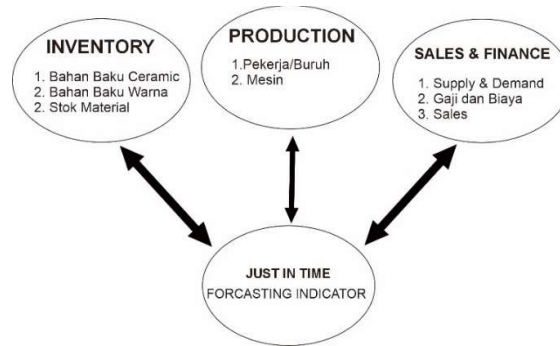 INVENTORY
1. Bahan Baku Ceramic
2. Bahan Baku Warna
2. Stok Material
PRODUCTION
1.Pekerja/Buruh
2. Mesin
SALES & FINANCE
1. Supply & Demand
2. Gaji dan Biaya
3. Sales
JUST IN TIME
FORCASTING INDICATOR